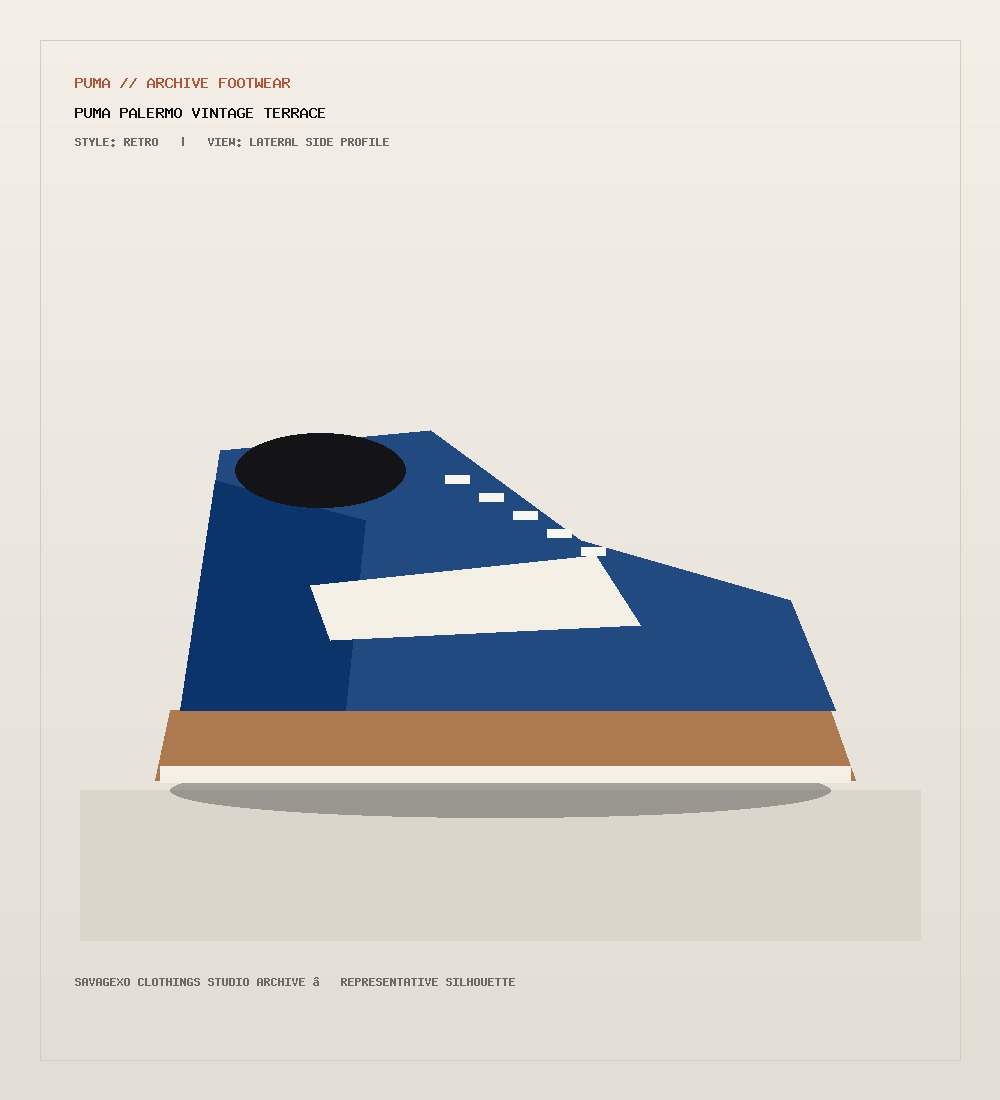 PUMA // ARCHIVE FOOTWEAR
PUMA PALERMO VINTAGE TERRACE
STYLE: RETRO | VIEW: LATERAL SIDE PROFILE
SAVAGEXO CLOTHINGS STUDIO ARCHIVE â REPRESENTATIVE SILHOUETTE